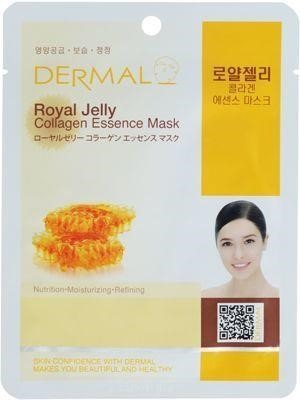 영양공급 · 보습 · 청정
DERMAL
Royal Jelly
Collagen Essence Mask
ローヤルゼリー コラーゲン エッセンス マスク
로얄젤리
콜라겐
에센스 마스크
Nutrition · Moisturizing · Refining
DERMAL
SKIN CONFIDENCE WITH DERMAL
MAKES YOU BEAUTIFUL AND HEALTHY